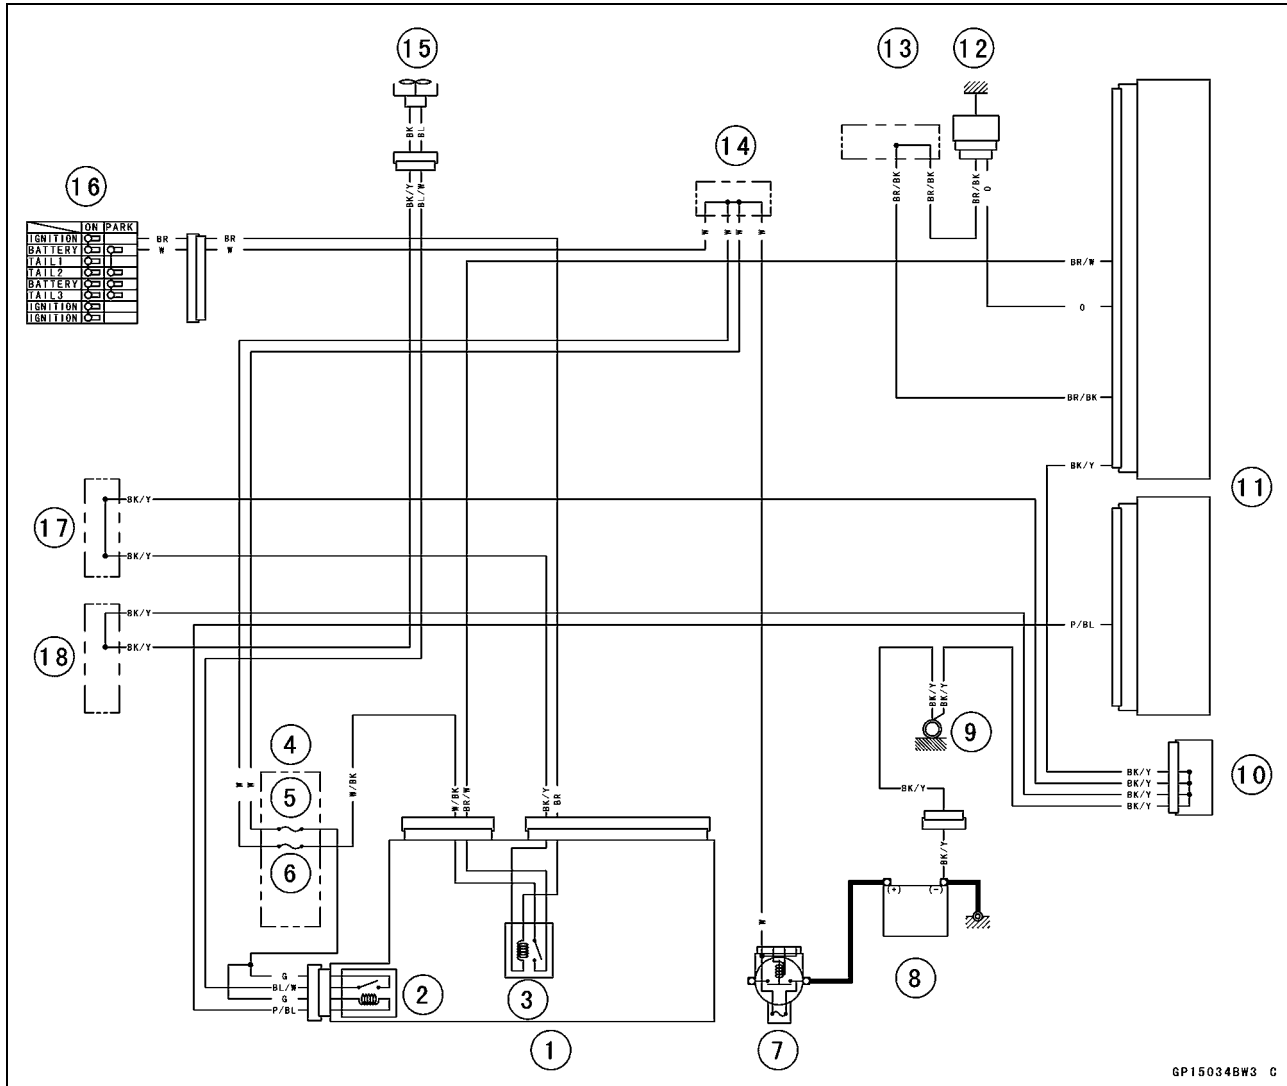 15
13
12
14
16
ON PARK
IGNITION
BATTERY
TAIL1
TAIL2
BATTERY
TAIL3
IGNITION
IGNITION
BR
W
BR
W
BK
BL
BK/Y
BL/W
W
W
W
W
BR/BK
BR/BK
BR/BK
O
BR/W
O
BR/BK
BK/Y
11
17
BK/Y
BK/Y
18
BK/Y
BK/Y
P/BL
BK/Y
BK/Y
9
10
BK/Y
BK/Y
BK/Y
BK/Y
BK/Y
BK/Y
4
5
6
W
W
W/BK
W/BK
BR/W
BK/Y
BR
(+)
(-)
W
8
7
G
BL/W
G
P/BL
2
3
1
GP15034BW3 C